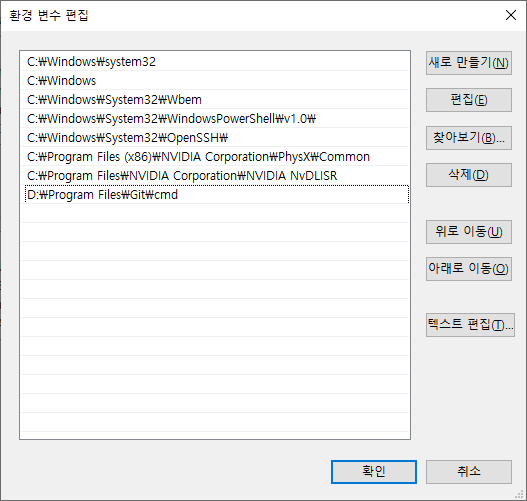 환경 변수 편집
C:₩Windows₩system32
C:₩Windows
C:₩Windows₩System32₩Wbem
C:₩Windows₩System32₩WindowsPowerShell₩v1.0₩
C:₩Windows₩System32₩OpenSSH₩
C:₩Program Files (x86)₩NVIDIA Corporation₩PhysX₩Common
C:₩Program Files₩NVIDIA Corporation₩NVIDIA NvDLISR
D:₩Program Files₩Git₩cmd
새로 만들기(N)
편집(E)
찾아보기(B)...
삭제(D)
위로 이동(U)
아래로 이동(O)
텍스트 편집(T)...
확인
취소